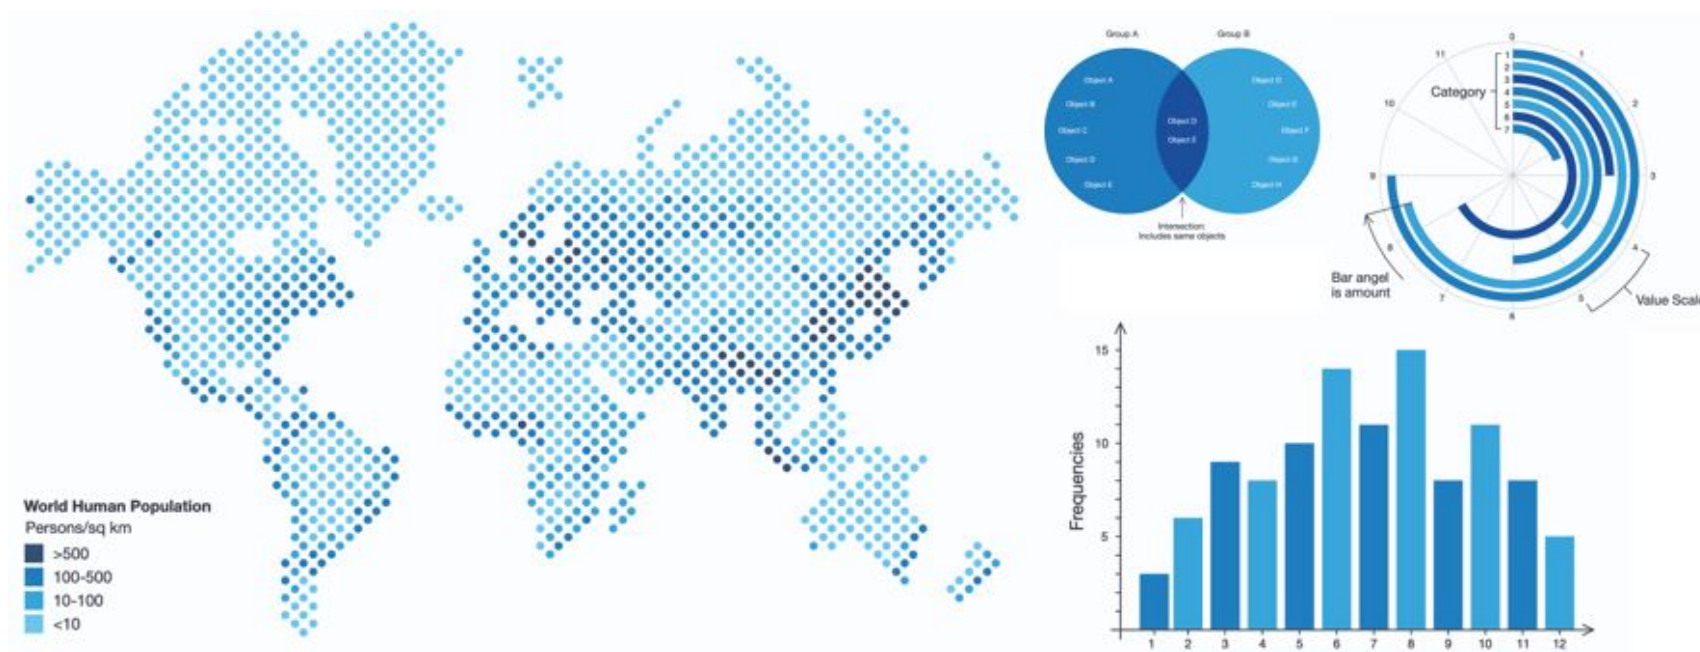 World Human Population
Persons/sq km
>500
100-500
10-100
<10
Group A
Group B
Object A
Object B
Object C
Object D
Object E
Object D
Object E
Object D
Object E
Object F
Object G
Object H
Intersection:
Includes same objects
0
1
2
3
4
5
6
7
8
9
10
11
Category
1
2
3
4
5
6
7
Bar angel
is amount
Value Scale
Frequencies
15
10
5
1
2
3
4
5
6
7
8
9
10
11
12